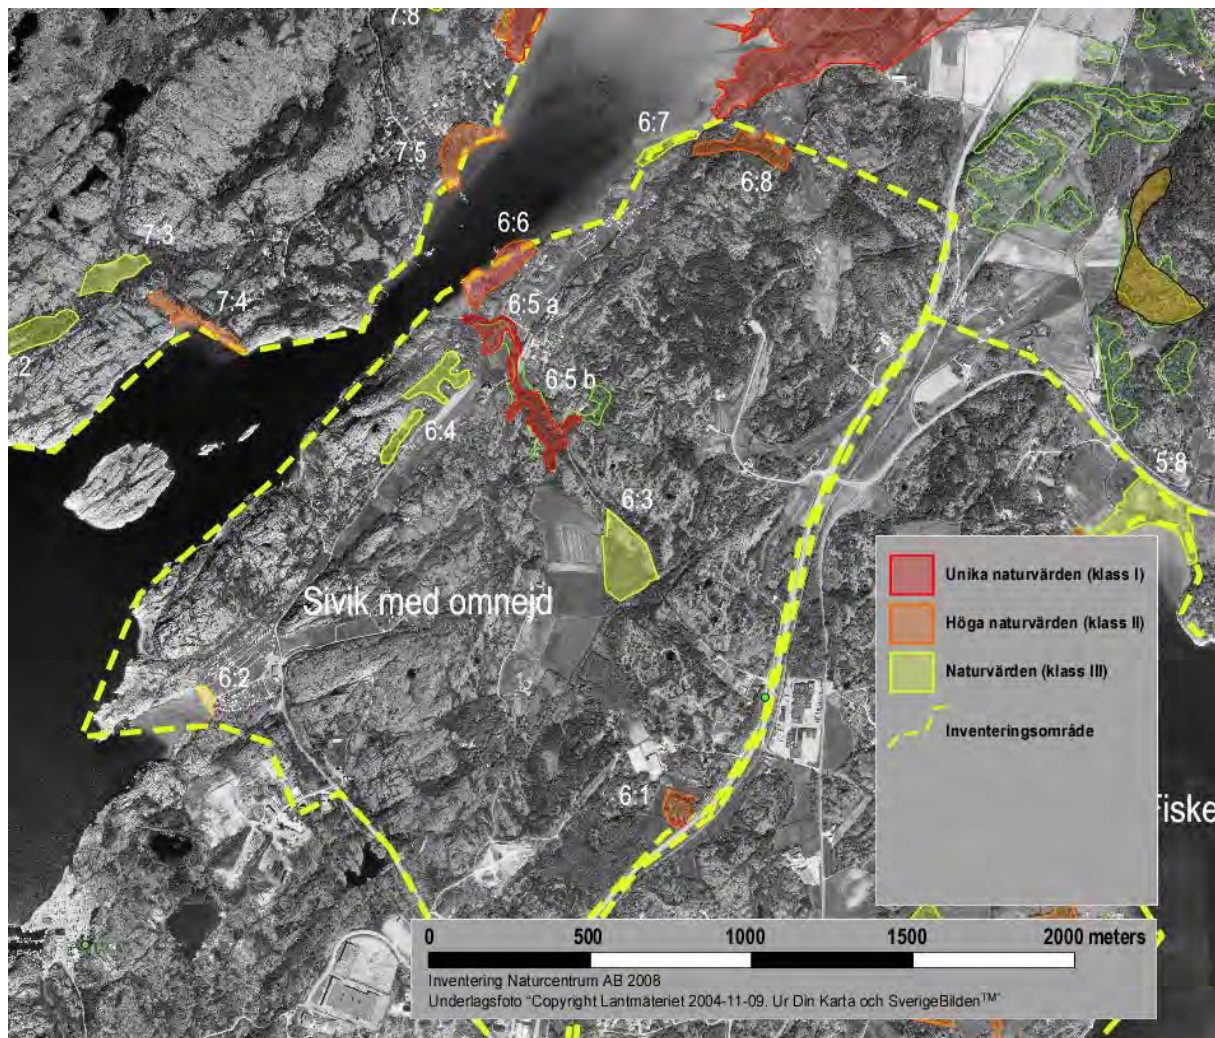 7:8
6:7
7:5
6:8
6:6
7:3
7:4
6:5 a
:2
6:5 b
6:4
5:8
6:3
Unika naturvärden (klass I)
Sivik med omnejd
Höga naturvärden (klass II)
6:2
Naturvärden (klass III)
Inventeringsområde
6:1
Fiske
0 500 1000 1500 2000 meters
Inventering Naturcentrum AB 2008
Underlagsfoto "Copyright Lantmäteriet 2004-11-09. Ur Din Karta och SverigeBilden™"